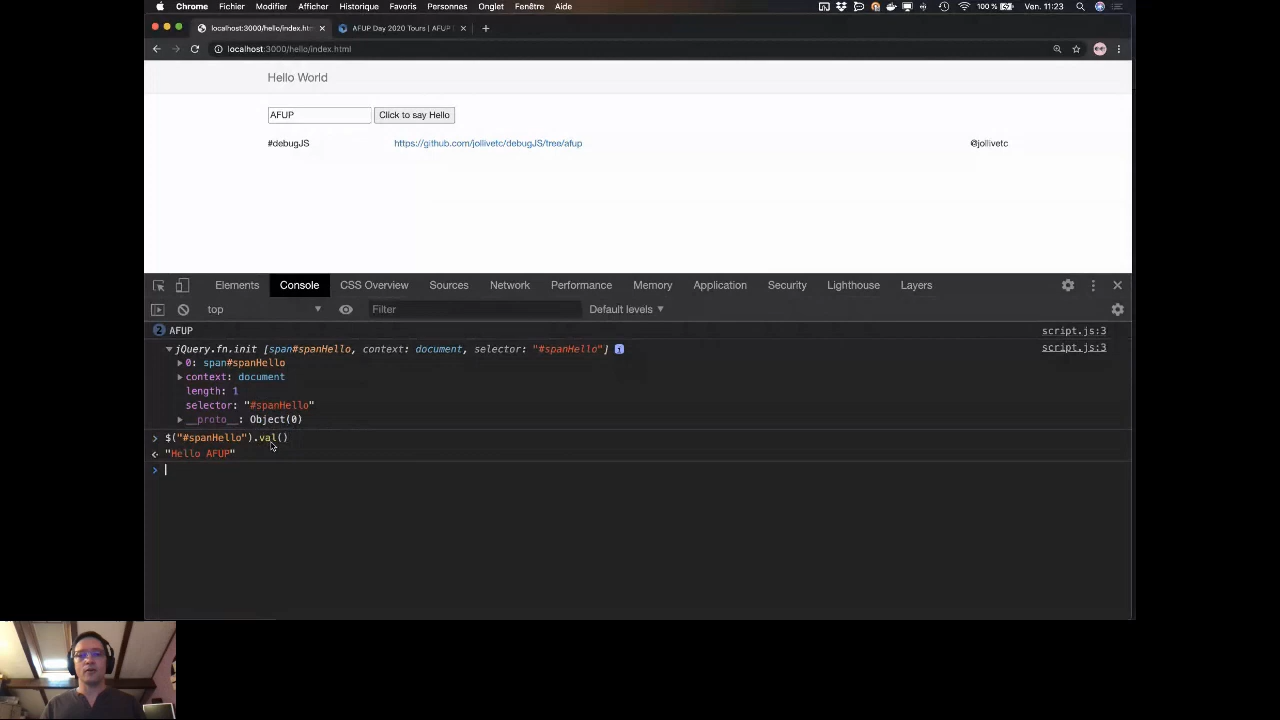 Chrome Fichier Modifier Afficher Historique Favoris Personnes Onglet Fenêtre Aide 100 % Ven. 11:23
localhost:3000/hello/index.htm AFUP Day 2020 Tours | AFUP
localhost:3000/hello/index.html
Hello World
AFUP Click to say Hello
#debugJS https://github.com/jollivetc/debugJS/tree/afup @jollivetc
Elements Console CSS Overview Sources Network Performance Memory Application Security Lighthouse Layers
top Filter Default levels
2 AFUP script.js:3
jQuery.fn.init [span#spanHello, context: document, selector: "#spanHello"] i script.js:3
0: span#spanHello
context: document
length: 1
selector: "#spanHello"
__proto__: Object(0)
$("#spanHello").val()
"Hello AFUP"